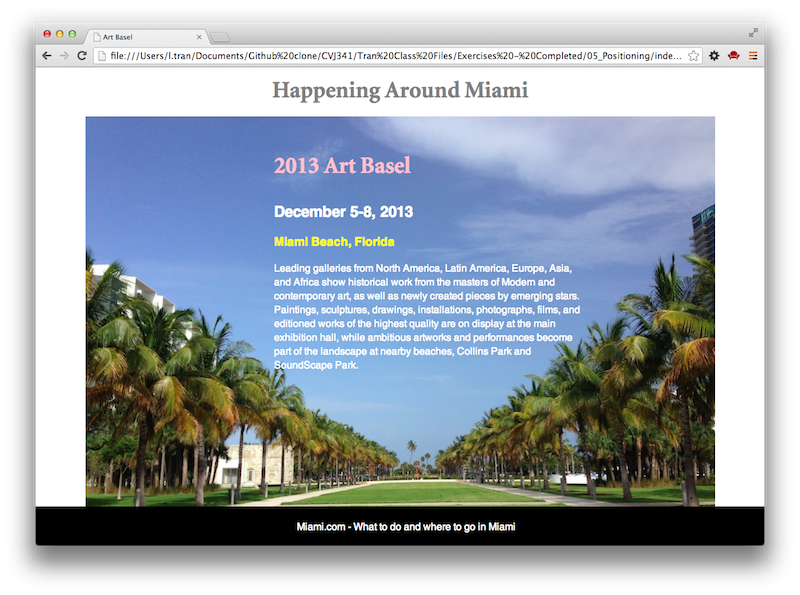 Art Basel
file:///Users/l.tran/Documents/Github%20clone/CVJ341/Tran%20Class%20Files/Exercises%20-%20Completed/05_Positioning/inde...
Happening Around Miami
2013 Art Basel
December 5-8, 2013
Miami Beach, Florida
Leading galleries from North America, Latin America, Europe, Asia,
and Africa show historical work from the masters of Modern and
contemporary art, as well as newly created pieces by emerging stars.
Paintings, sculptures, drawings, installations, photographs, films, and
editioned works of the highest quality are on display at the main
exhibition hall, while ambitious artworks and performances become
part of the landscape at nearby beaches, Collins Park and
SoundScape Park.
Miami.com - What to do and where to go in Miami